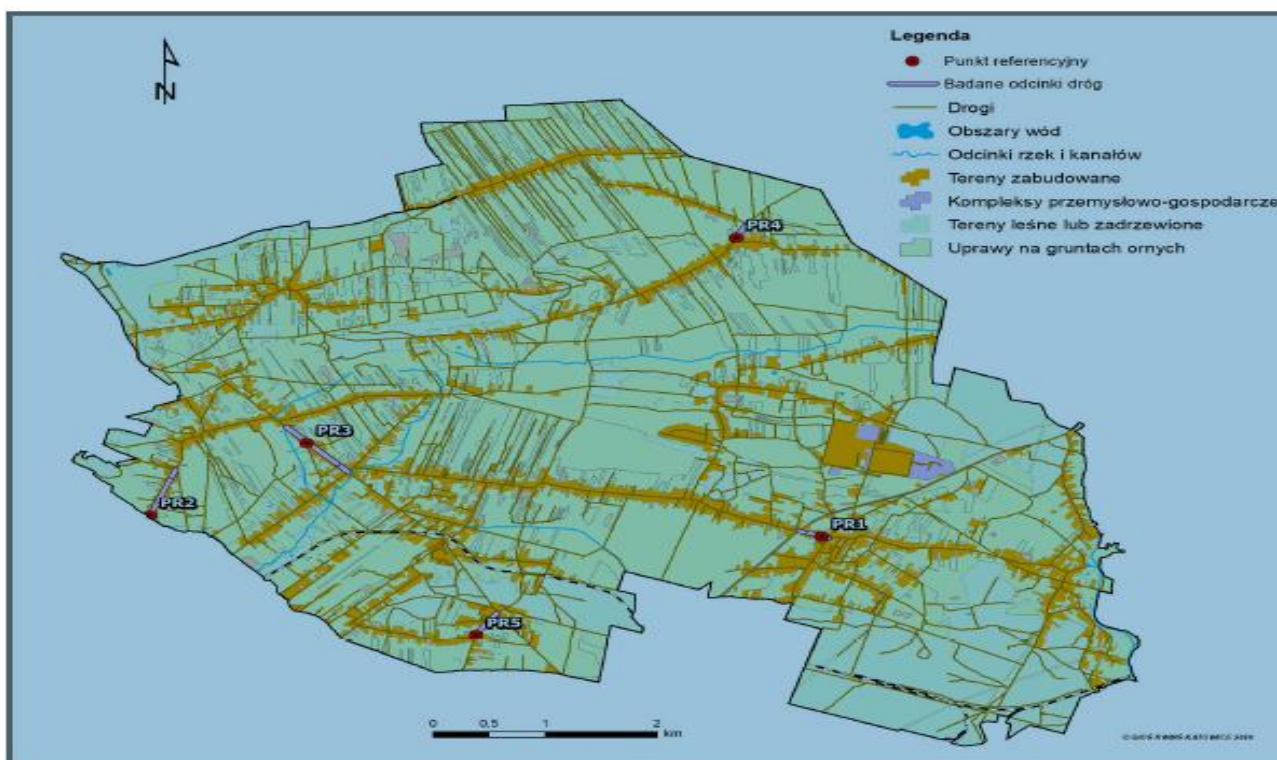 Legenda
Punkt referencyjny
Badane odcinki dróg
Drogi
Obszary wód
Odcinki rzek i kanałów
Tereny zabudowane
Kompleksy przemysłowo-gospodarcze
Tereny leśne lub zadrzewione
Uprawy na gruntach ornych
N
PR4
PR3
PR2
PR1
PR5
0 0,5 1 2
km